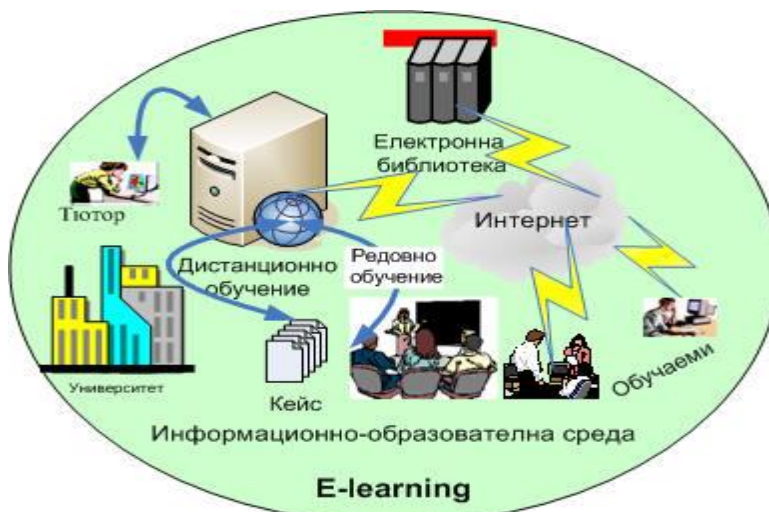 Електронна
библиотека
Тютор
Интернет
Дистанционно
обучение
Редовно
обучение
Университет
Кейс
Обучаеми
Информационно-образователна среда
E-learning